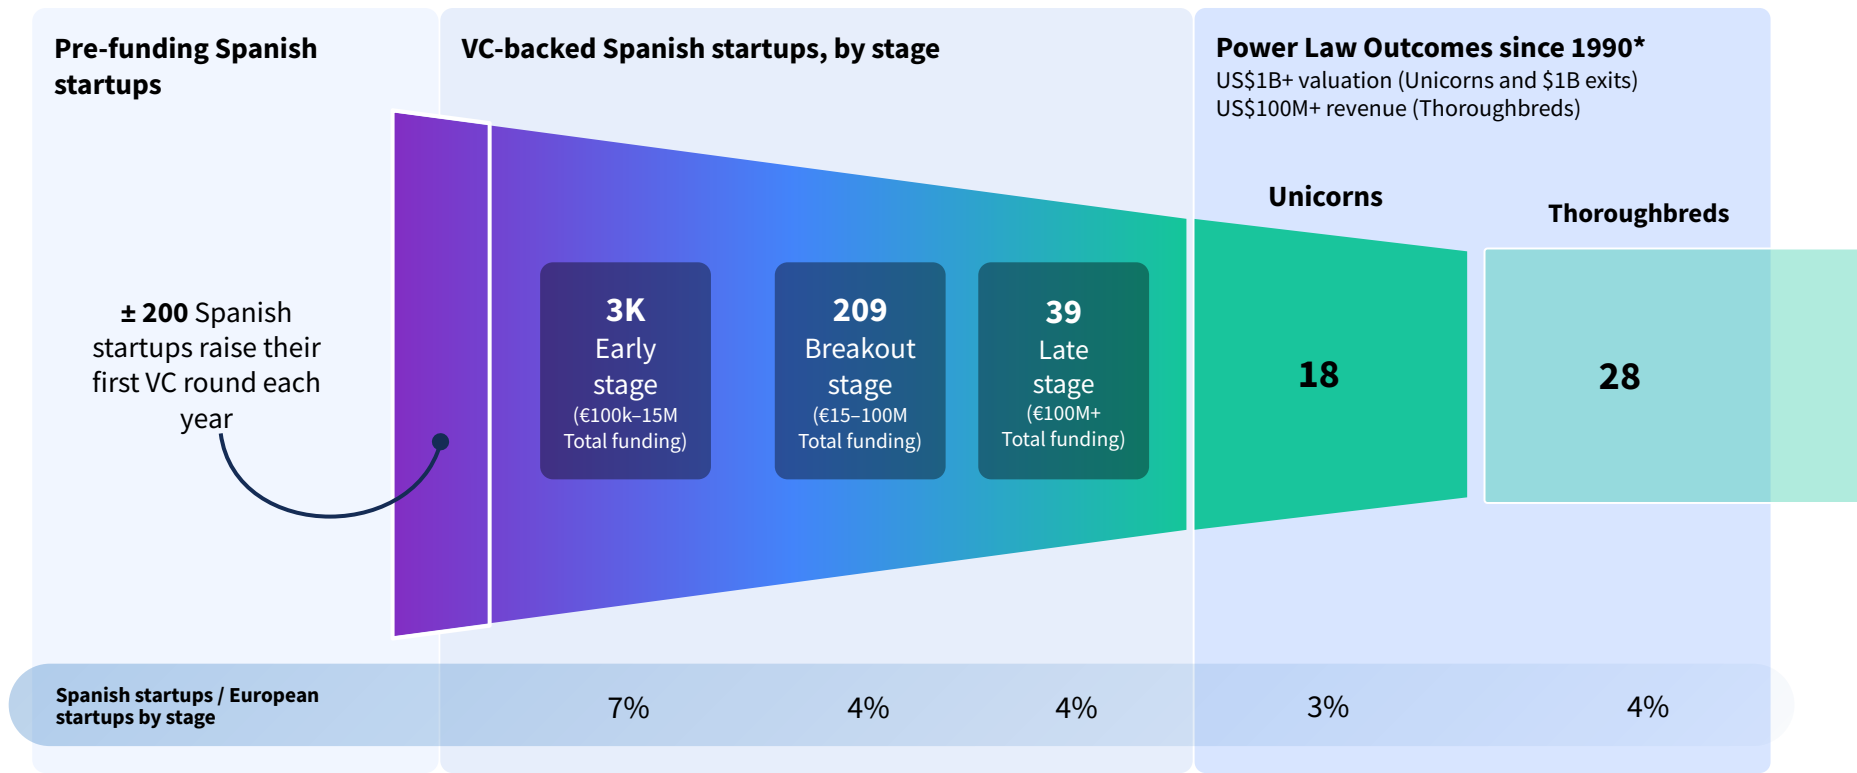 Pre-funding Spanish
startups
VC-backed Spanish startups, by stage
Power Law Outcomes since 1990*
US$1B+ valuation (Unicorns and $1B exits)
US$100M+ revenue (Thoroughbreds)
Unicorns
Thoroughbreds
± 200 Spanish
startups raise their
first VC round each
year
3K
Early
stage
(€100k–15M
Total funding)
209
Breakout
stage
(€15–100M
Total funding)
39
Late
stage
(€100M+
Total funding)
18
28
Spanish startups / European
startups by stage
7%
4%
4%
3%
4%